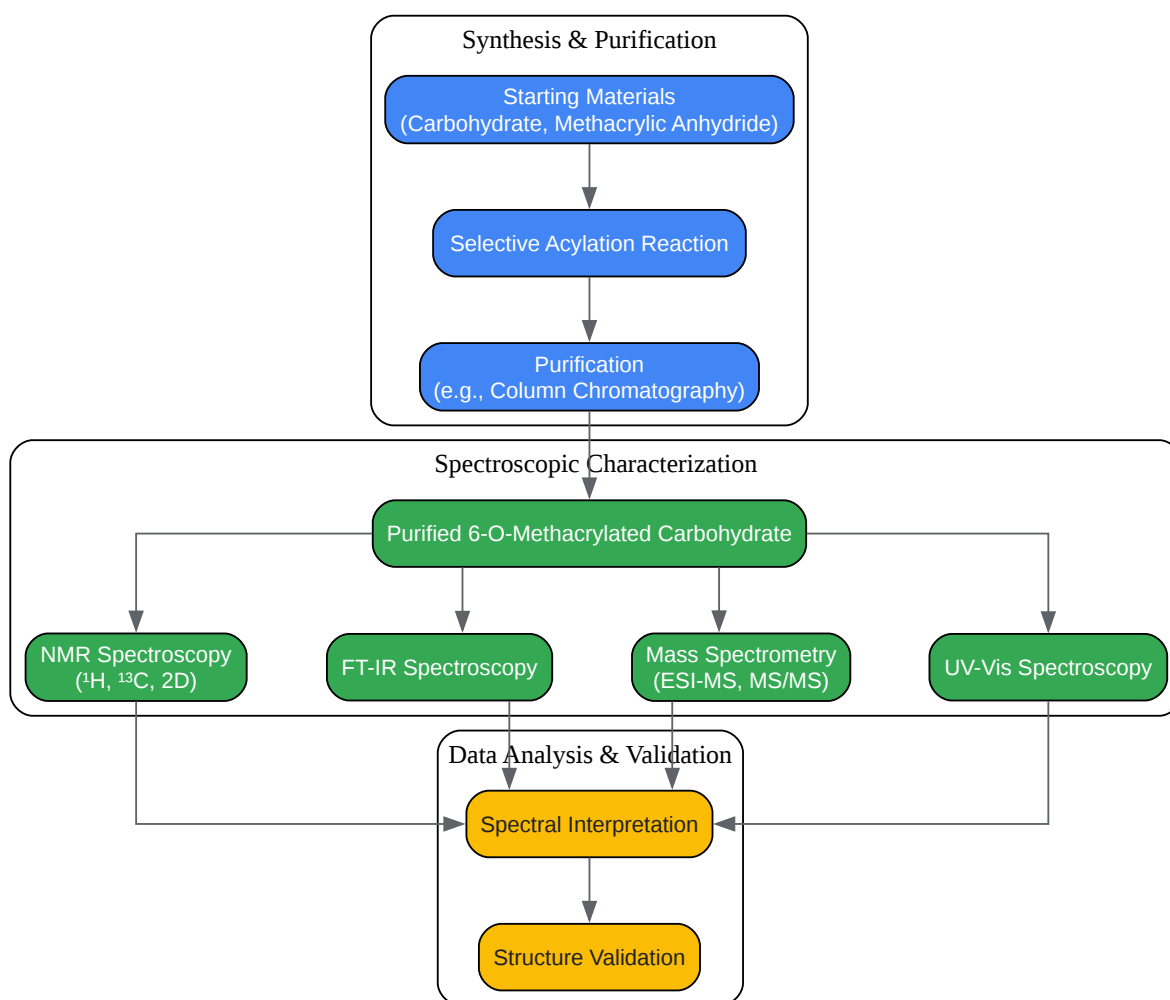 Synthesis & Purification
Starting Materials
(Carbohydrate, Methacrylic Anhydride)
Selective Acylation Reaction
Purification
(e.g., Column Chromatography)
Spectroscopic Characterization
Purified 6-O-Methacrylated Carbohydrate
NMR Spectroscopy
(¹H, ¹³C, 2D)
FT-IR Spectroscopy
Mass Spectrometry
(ESI-MS, MS/MS)
UV-Vis Spectroscopy
Data Analysis & Validation
Spectral Interpretation
Structure Validation